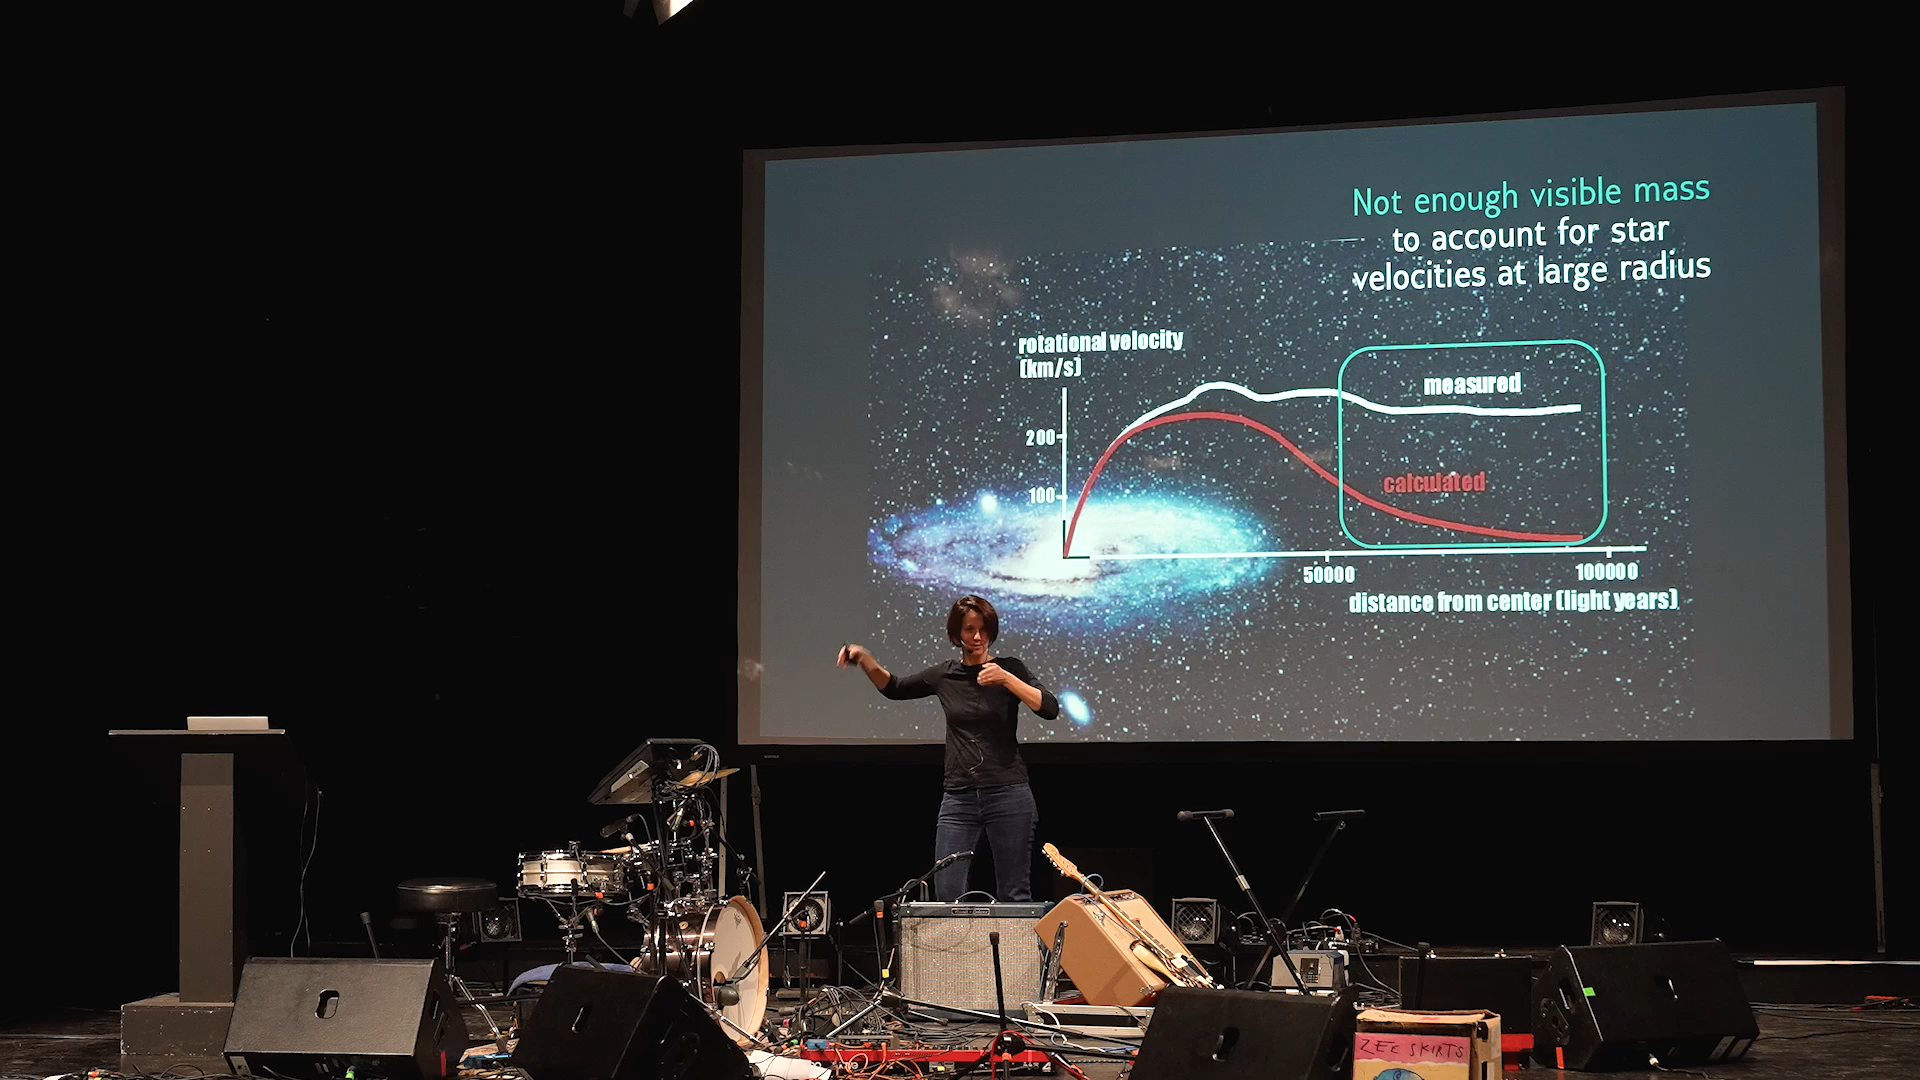 Not enough visible mass
to account for star
velocities at large radius
rotational velocity
(km/s)
measured
200
calculated
100
50000
100000
distance from center (light years)
ZEE SKIRTS